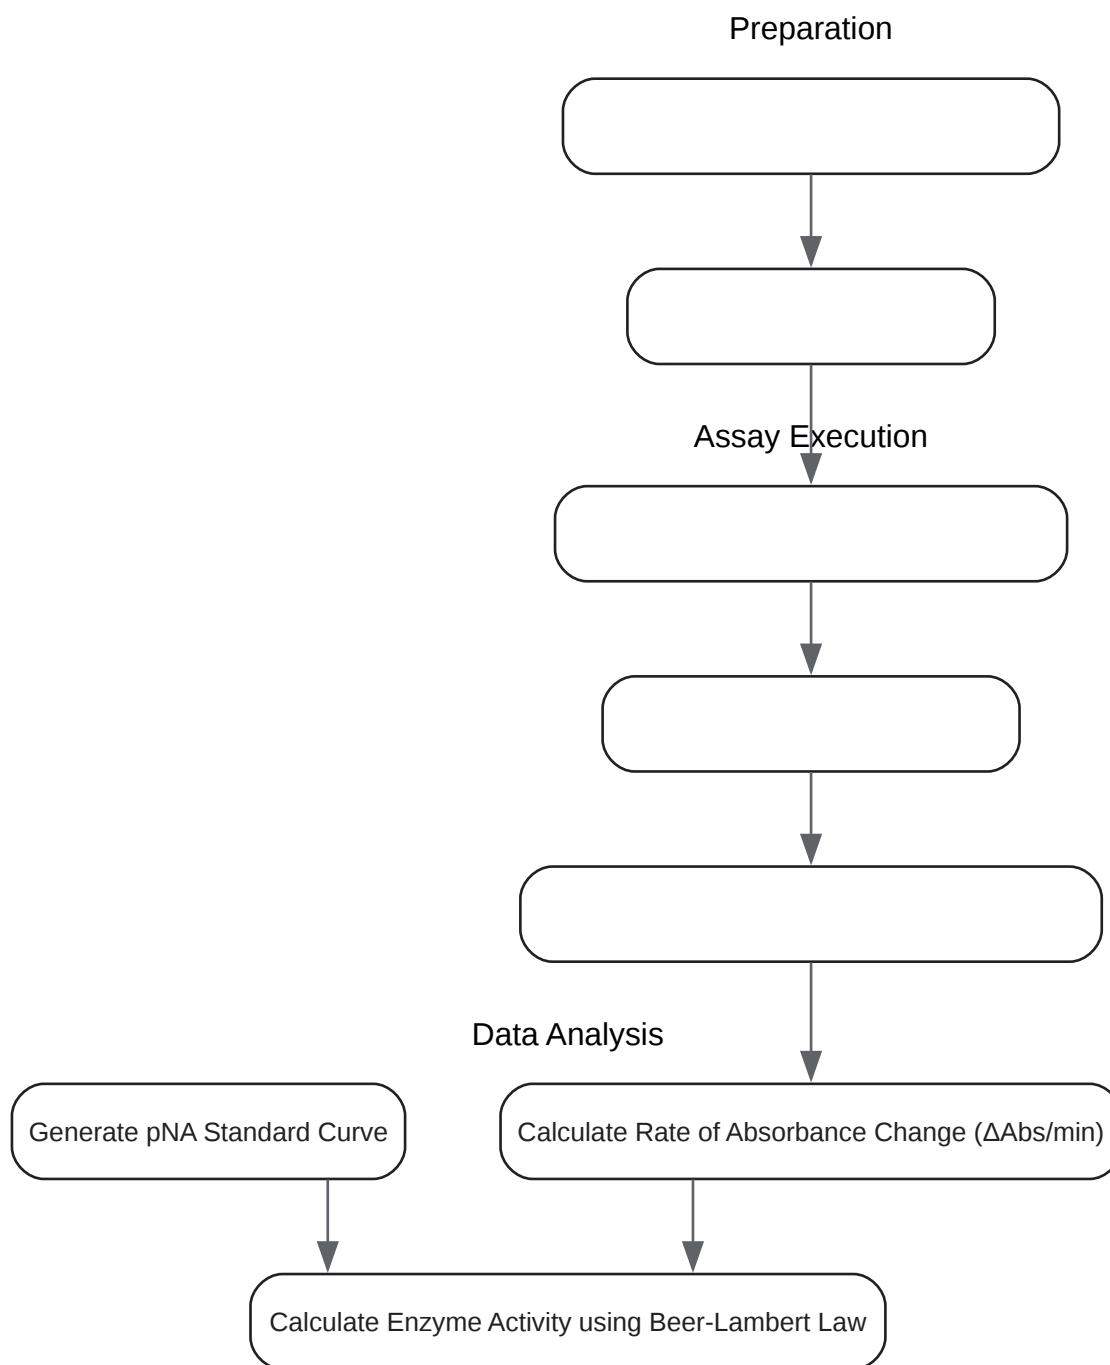 Preparation
Assay Execution
Data Analysis
Generate pNA Standard Curve
Calculate Rate of Absorbance Change (ΔAbs/min)
Calculate Enzyme Activity using Beer-Lambert Law